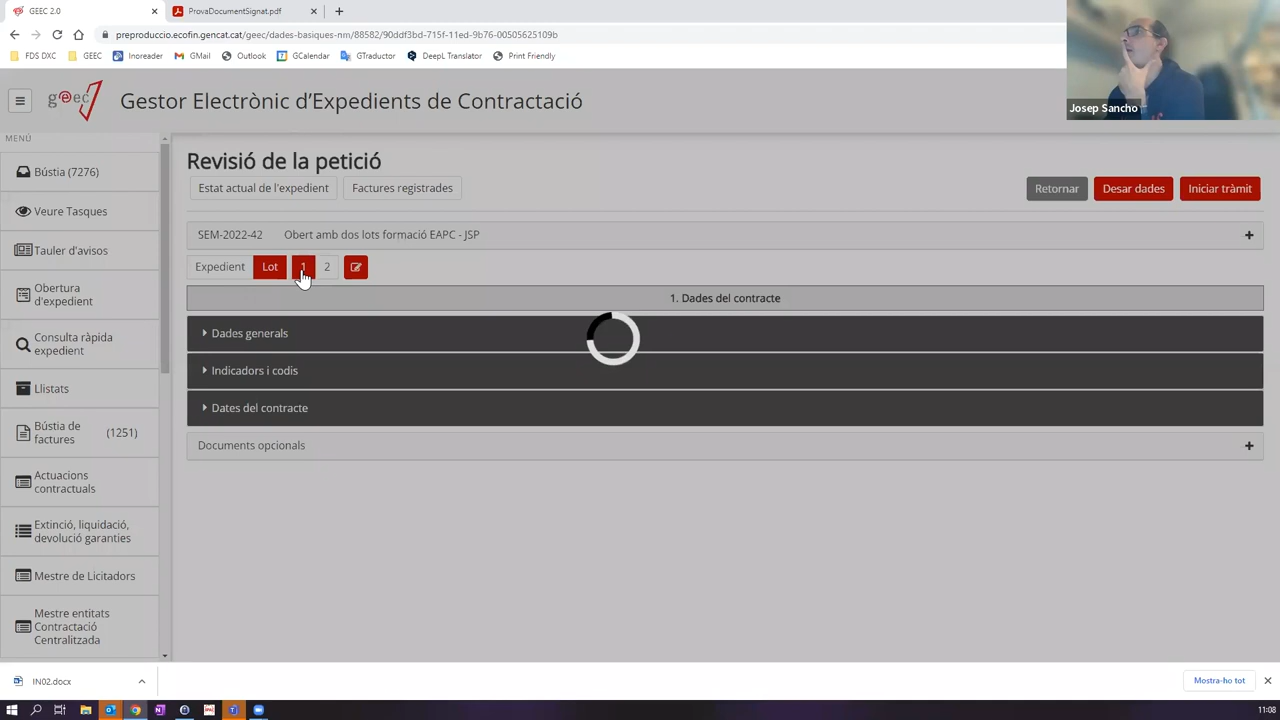 GEEC 2.0
ProvaDocumentSignat.pdf
preproduccio.ecofin.gencat.cat/geec/dades-basiques-nm/88582/90ddf3bd-715f-11ed-9b76-00505625109b
FDS DXC GEEC Inoreader GMail Outlook GCalendar GTraductor DeepL Translator Print Friendly
geec Gestor Electrònic d'Expedients de Contractació
Josep Sancho
MENÚ
Bústia (7276)
Veure Tasques
Tauler d'avisos
Obertura
d'expedient
Consulta ràpida
expedient
Llistats
Bústia de
factures (1251)
Actuacions
contractuals
Extinció, liquidació,
devolució garanties
Mestre de Licitadors
Mestre entitats
Contractació
Centralitzada
Revisió de la petició
Estat actual de l'expedient Factures registrades
Retornar Desar dades Iniciar tràmit
SEM-2022-42 Obert amb dos lots formació EAPC - JSP
Expedient Lot 1 2
1. Dades del contracte
Dades generals
Indicadors i codis
Dates del contracte
Documents opcionals
IN02.docx
Mostra-ho tot
11:08